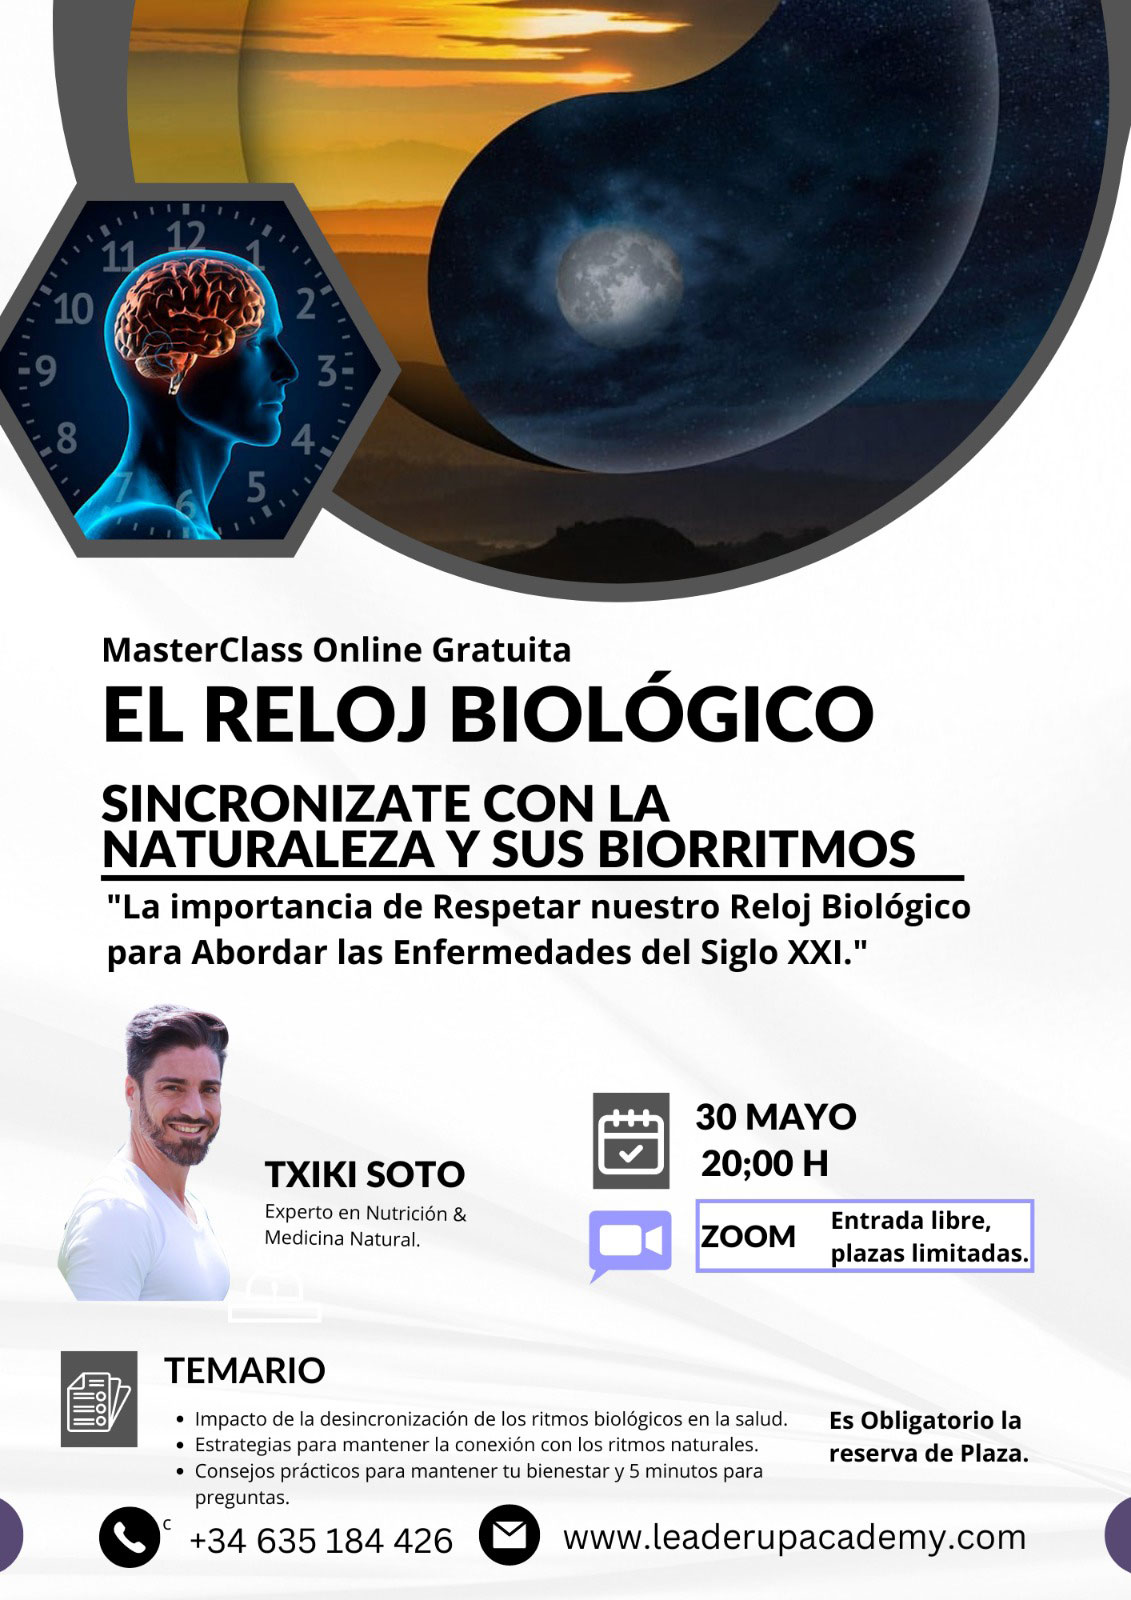 12
11
1
10
2
9
3
8
4
7
5
6
MasterClass Online Gratuita
EL RELOJ BIOLÓGICO
SINCRONIZATE CON LA
NATURALEZA Y SUS BIORRITMOS
"La importancia de Respetar nuestro Reloj Biológico
para Abordar las Enfermedades del Siglo XXI."
30 MAYO
20;00 H
TXIKI SOTO
Experto en Nutrición &
Medicina Natural.
ZOOM
Entrada libre,
plazas limitadas.
TEMARIO
• Impacto de la desincronización de los ritmos biológicos en la salud.
• Estrategias para mantener la conexión con los ritmos naturales.
• Consejos prácticos para mantener tu bienestar y 5 minutos para
preguntas.
Es Obligatorio la
reserva de Plaza.
c
+34 635 184 426
www.leaderupacademy.com